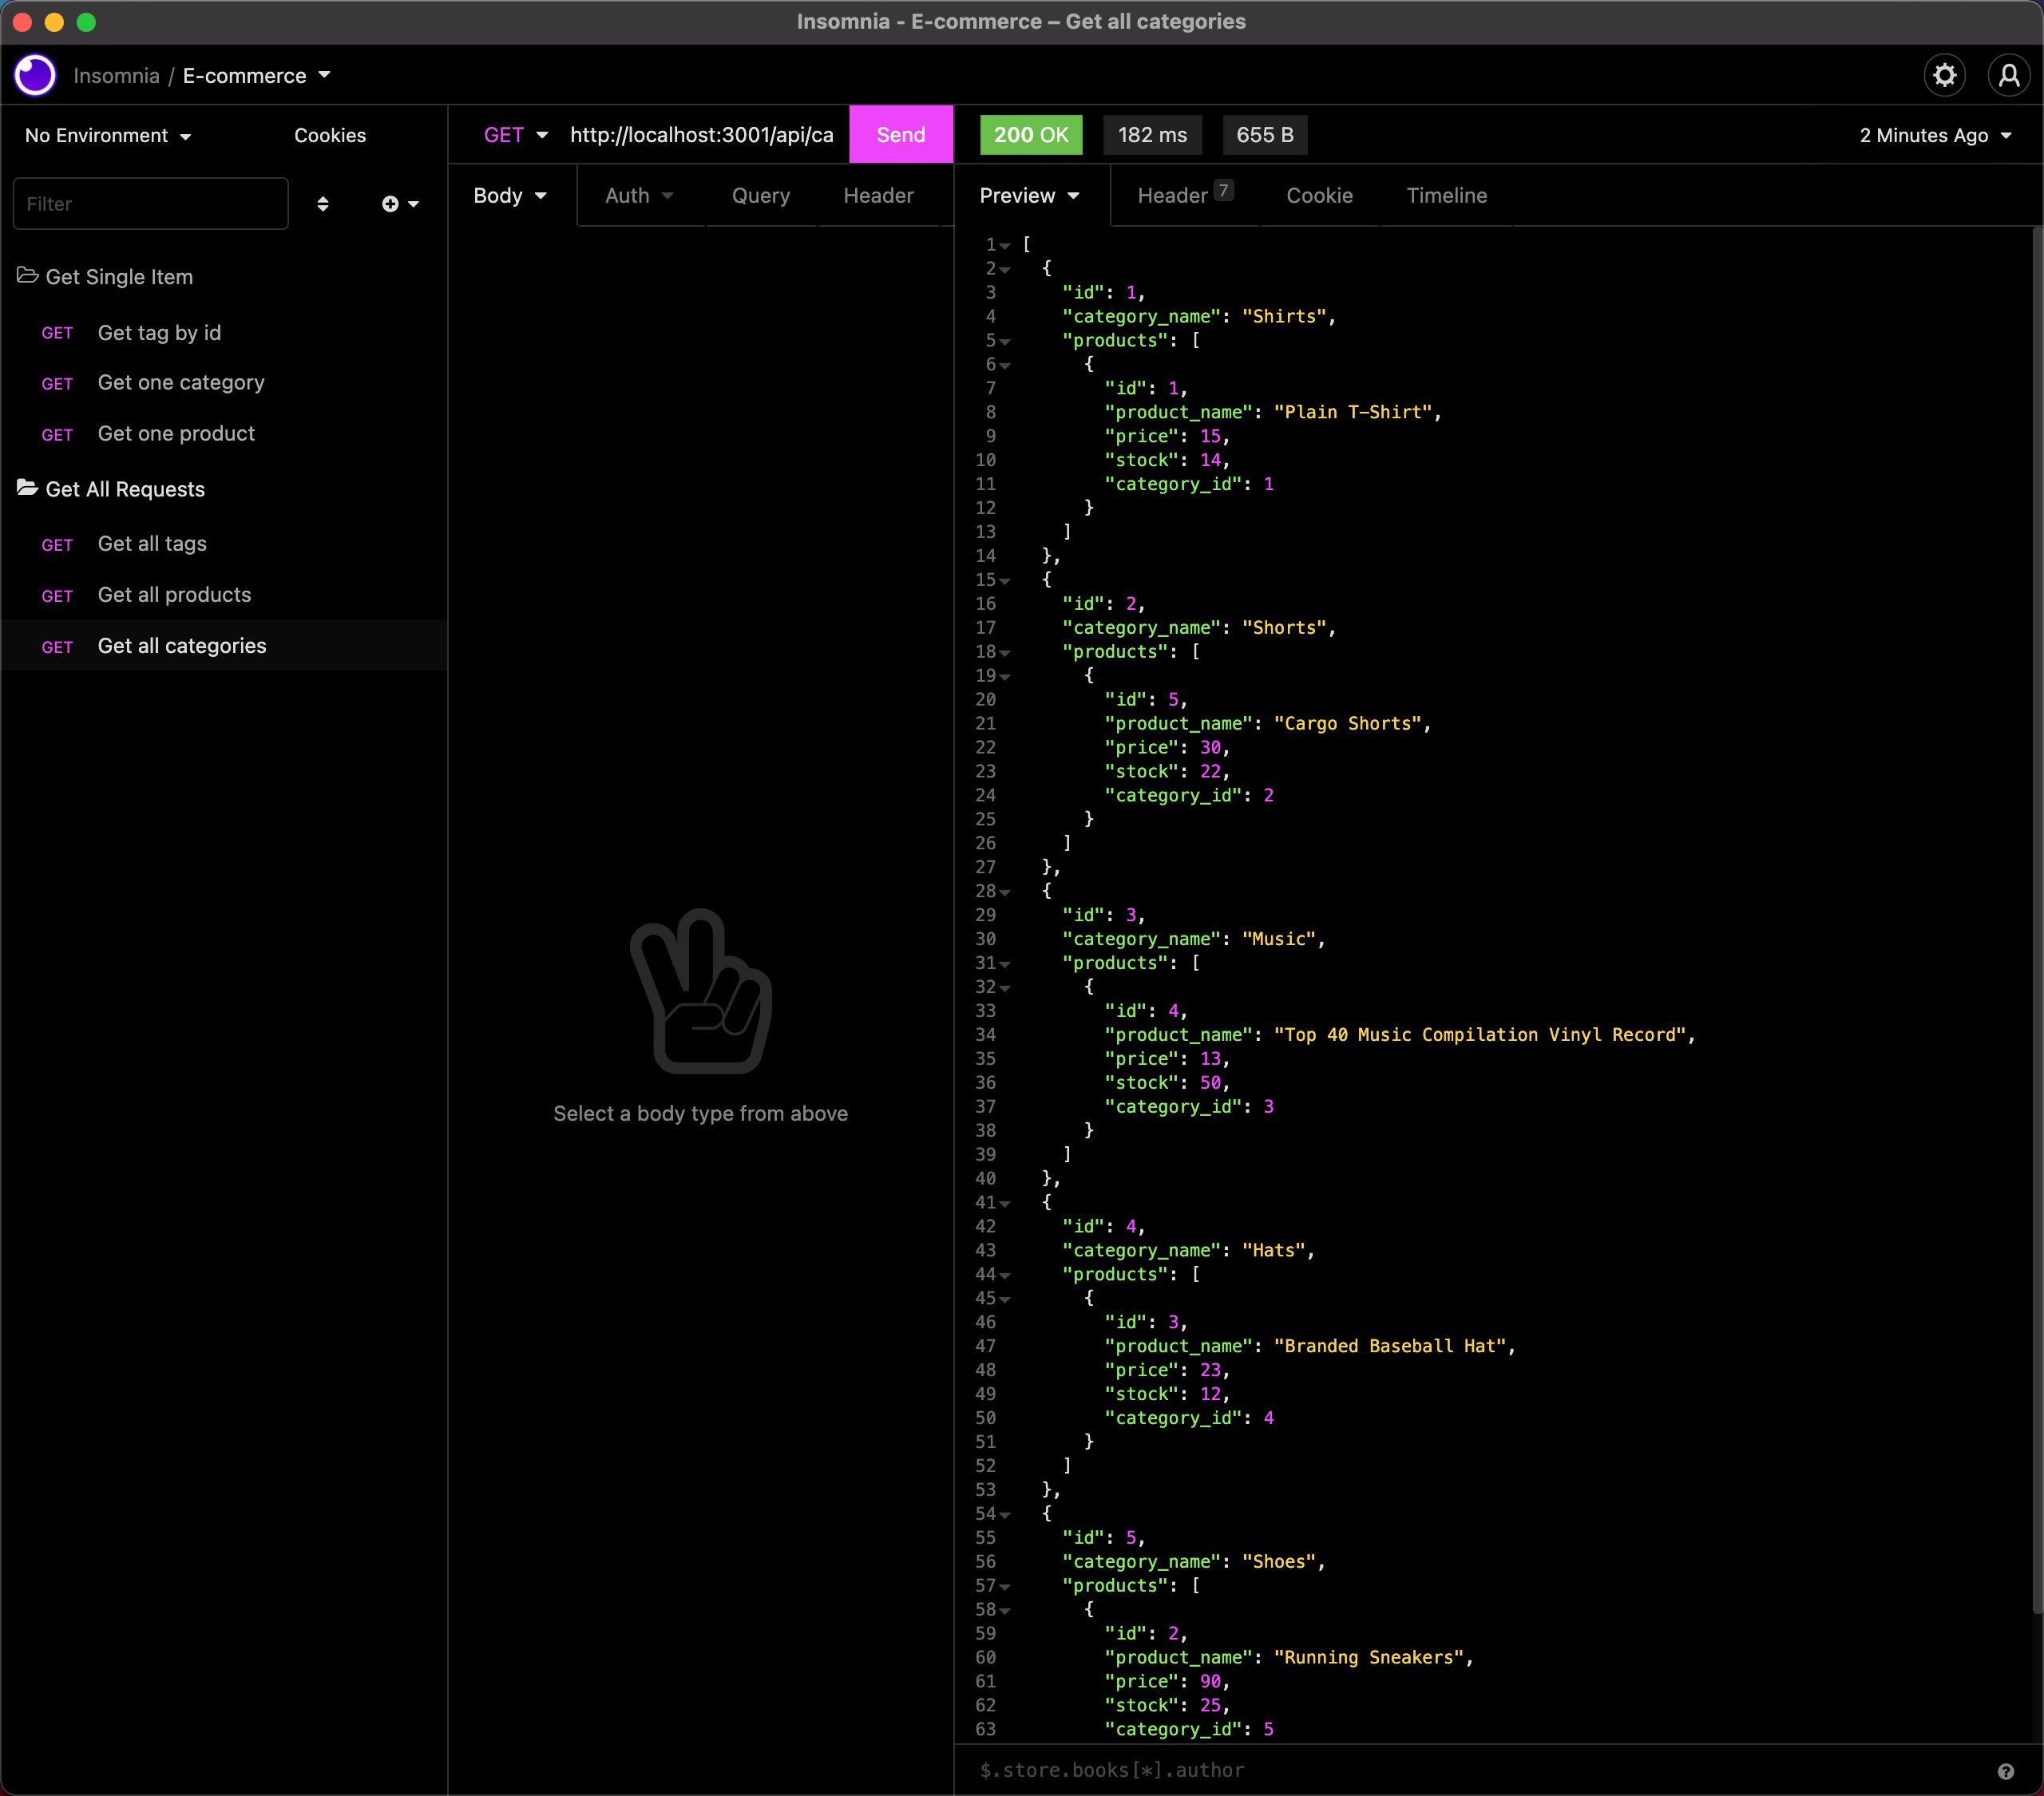 Insomnia - E-commerce – Get all categories
Insomnia / E-commerce
No Environment
Cookies
GET
http://localhost:3001/api/ca
Send
200 OK
182 ms
655 B
2 Minutes Ago
Filter
Body
Auth
Query
Header
Preview
Header 7
Cookie
Timeline
Get Single Item
GET Get tag by id
GET Get one category
GET Get one product
Get All Requests
GET Get all tags
GET Get all products
GET Get all categories
Select a body type from above
1 [
2 {
3 "id": 1,
4 "category_name": "Shirts",
5 "products": [
6 {
7 "id": 1,
8 "product_name": "Plain T-Shirt",
9 "price": 15,
10 "stock": 14,
11 "category_id": 1
12 }
13 ]
14 },
15 {
16 "id": 2,
17 "category_name": "Shorts",
18 "products": [
19 {
20 "id": 5,
21 "product_name": "Cargo Shorts",
22 "price": 30,
23 "stock": 22,
24 "category_id": 2
25 }
26 ]
27 },
28 {
29 "id": 3,
30 "category_name": "Music",
31 "products": [
32 {
33 "id": 4,
34 "product_name": "Top 40 Music Compilation Vinyl Record",
35 "price": 13,
36 "stock": 50,
37 "category_id": 3
38 }
39 ]
40 },
41 {
42 "id": 4,
43 "category_name": "Hats",
44 "products": [
45 {
46 "id": 3,
47 "product_name": "Branded Baseball Hat",
48 "price": 23,
49 "stock": 12,
50 "category_id": 4
51 }
52 ]
53 },
54 {
55 "id": 5,
56 "category_name": "Shoes",
57 "products": [
58 {
59 "id": 2,
60 "product_name": "Running Sneakers",
61 "price": 90,
62 "stock": 25,
63 "category_id": 5
$.store.books[*].author